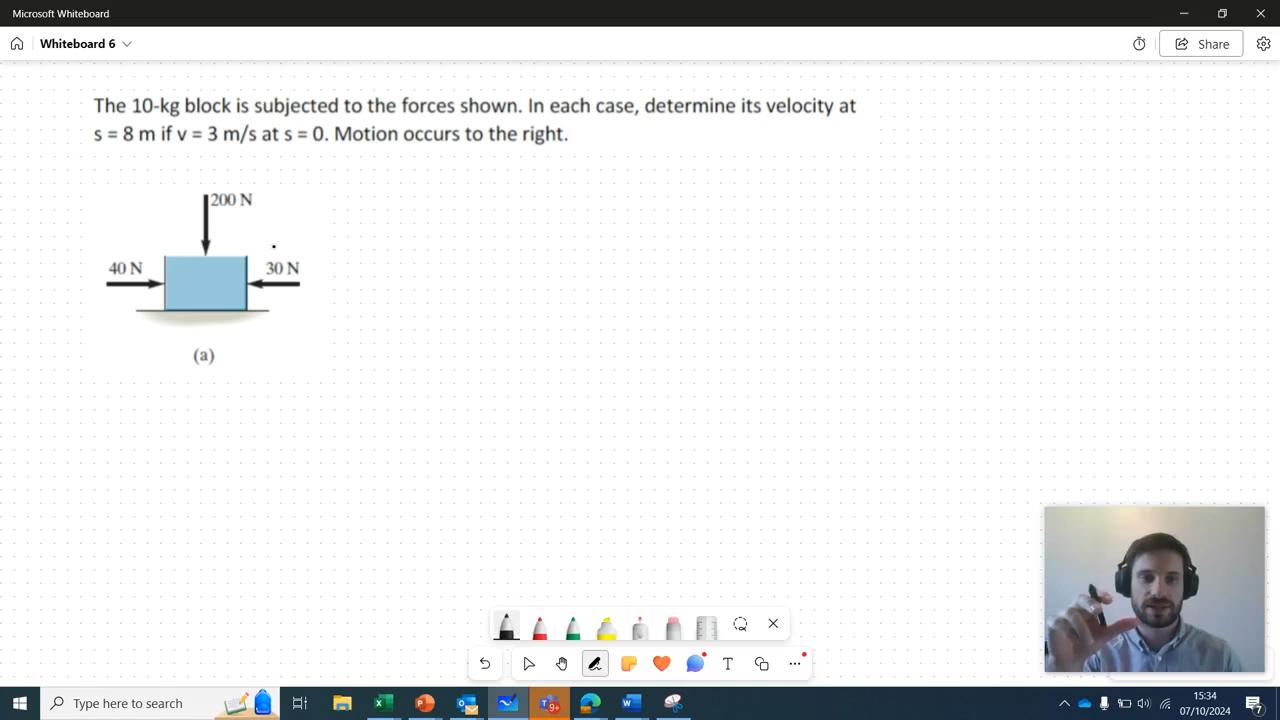 Microsoft Whiteboard
Whiteboard 6
Share
The 10-kg block is subjected to the forces shown. In each case, determine its velocity at
s = 8 m if v = 3 m/s at s = 0. Motion occurs to the right.
200 N
40 N
30 N
(a)
T
Type here to search
9+
15:34
07/10/2024
7